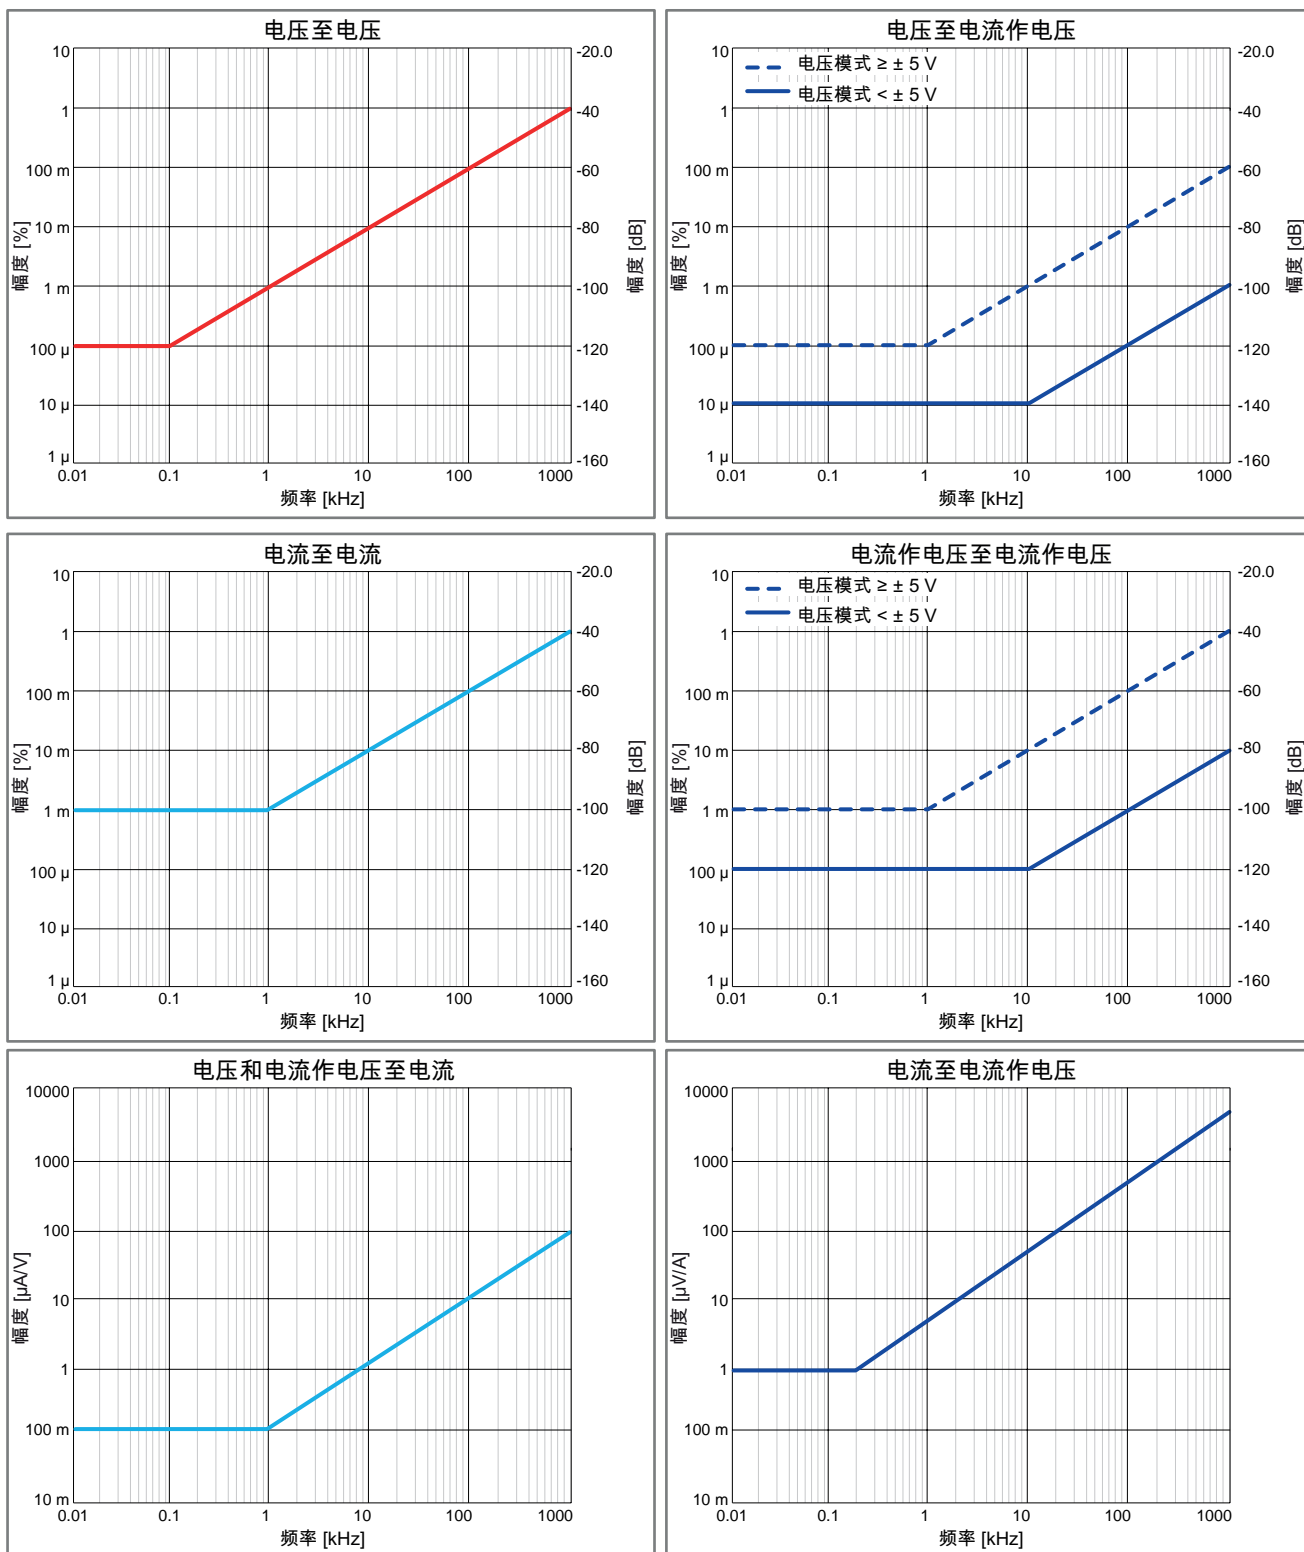 电压至电压
10
1
100 m
10 m
1 m
100 µ
10 µ
1 µ
幅度 [%]
-20.0
-40
-60
-80
-100
-120
-140
-160
幅度 [dB]
0.01 0.1 1 10 100 1000
频率 [kHz]
电压至电流作电压
电压模式 ≥ ± 5 V
电压模式 < ± 5 V
10
1
100 m
10 m
1 m
100 µ
10 µ
1 µ
幅度 [%]
-20.0
-40
-60
-80
-100
-120
-140
-160
幅度 [dB]
0.01 0.1 1 10 100 1000
频率 [kHz]
电流至电流
10
1
100 m
10 m
1 m
100 µ
10 µ
1 µ
幅度 [%]
-20.0
-40
-60
-80
-100
-120
-140
-160
幅度 [dB]
0.01 0.1 1 10 100 1000
频率 [kHz]
电流作电压至电流作电压
电压模式 ≥ ± 5 V
电压模式 < ± 5 V
10
1
100 m
10 m
1 m
100 µ
10 µ
1 µ
幅度 [%]
-20.0
-40
-60
-80
-100
-120
-140
-160
幅度 [dB]
0.01 0.1 1 10 100 1000
频率 [kHz]
电压和电流作电压至电流
10000
1000
100
10
1
100 m
10 m
幅度 [µA/V]
0.01 0.1 1 10 100 1000
频率 [kHz]
电流至电流作电压
10000
1000
100
10
1
100 m
10 m
幅度 [µV/A]
0.01 0.1 1 10 100 1000
频率 [kHz]